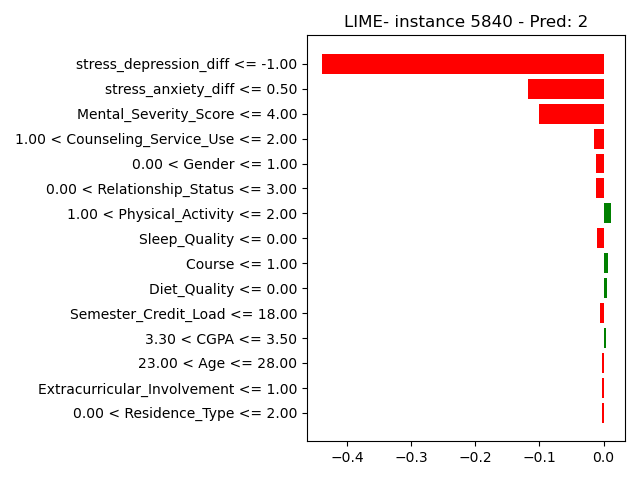 LIME- instance 5840 - Pred: 2
stress_depression_diff <= -1.00
stress_anxiety_diff <= 0.50
Mental_Severity_Score <= 4.00
1.00 < Counseling_Service_Use <= 2.00
0.00 < Gender <= 1.00
0.00 < Relationship_Status <= 3.00
1.00 < Physical_Activity <= 2.00
Sleep_Quality <= 0.00
Course <= 1.00
Diet_Quality <= 0.00
Semester_Credit_Load <= 18.00
3.30 < CGPA <= 3.50
23.00 < Age <= 28.00
Extracurricular_Involvement <= 1.00
0.00 < Residence_Type <= 2.00
−0.4 −0.3 −0.2 −0.1 0.0